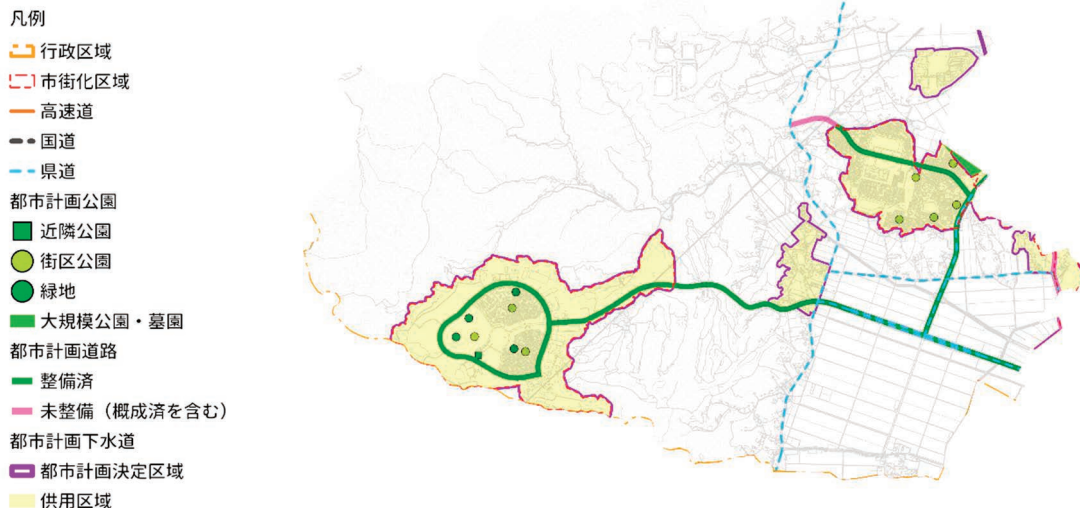 凡例
行政区域
市街化区域
高速道
国道
県道
都市計画公園
近隣公園
街区公園
緑地
大規模公園・墓園
都市計画道路
整備済
未整備（概成済を含む）
都市計画下水道
都市計画決定区域
供用区域